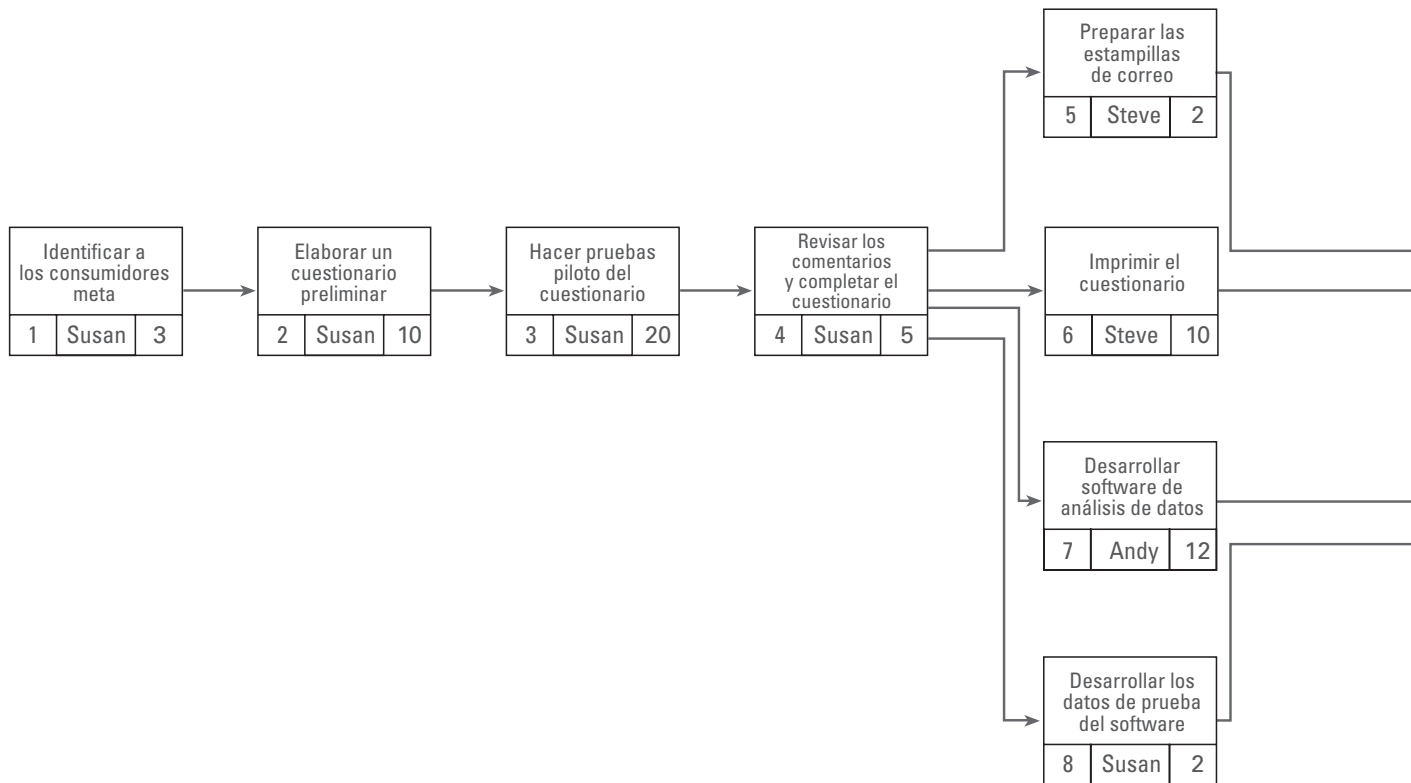 Preparar las
estampillas
de correo
5 Steve 2
Identificar a
los consumidores
meta
1 Susan 3
Elaborar un
cuestionario
preliminar
2 Susan 10
Hacer pruebas
piloto del
cuestionario
3 Susan 20
Revisar los
comentarios
y completar el
cuestionario
4 Susan 5
Imprimir el
cuestionario
6 Steve 10
Desarrollar
software de
análisis de datos
7 Andy 12
Desarrollar los
datos de prueba
del software
8 Susan 2